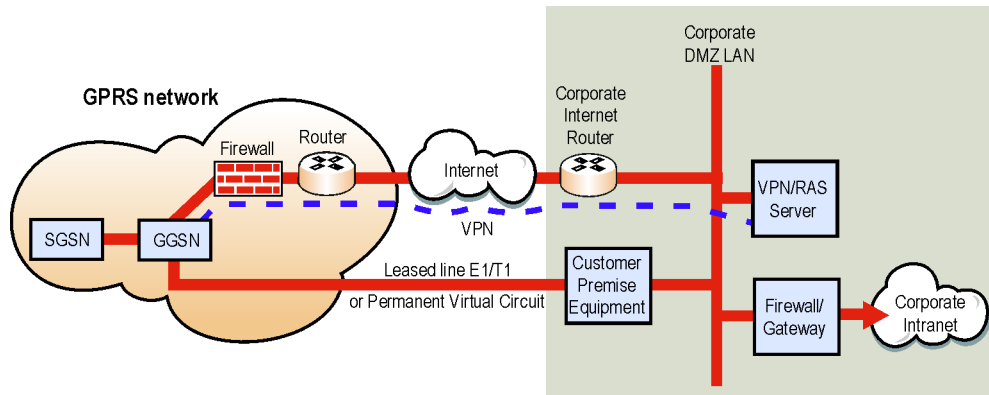 Corporate
DMZ LAN
GPRS network
Corporate
Internet
Router
Router
Firewall
Internet
VPN/RAS
Server
VPN
SGSN
GGSN
Customer
Premise
Equipment
Leased line E1/T1
or Permanent Virtual Circuit
Firewall/
Gateway
Corporate
Intranet